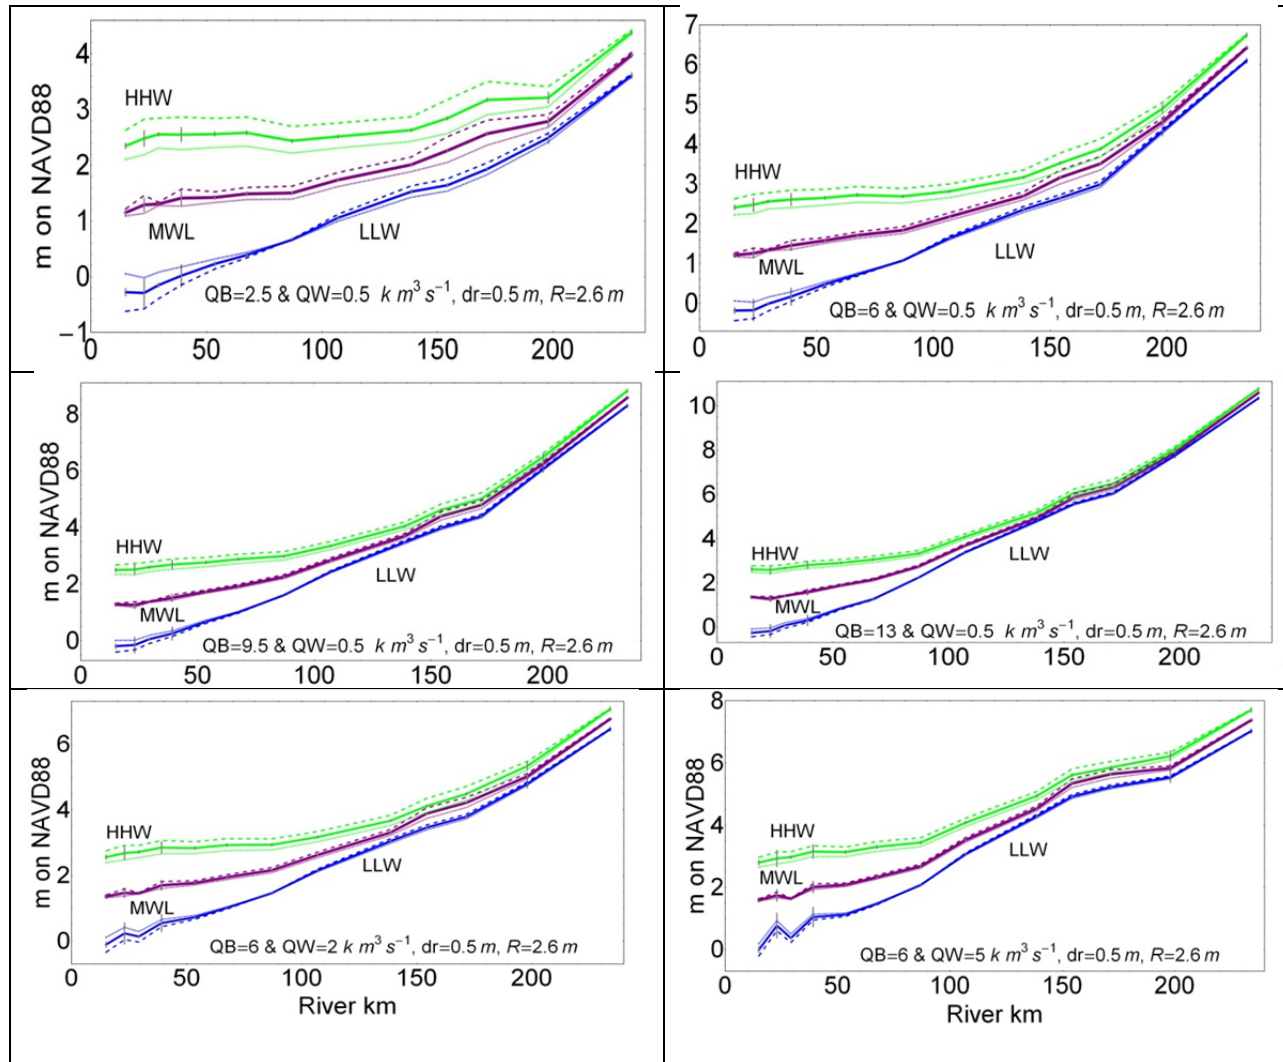 m on NAVD88
4
3
2
1
0
−1
HHW
MWL
LLW
QB=2.5 & QW=0.5 k m³ s⁻¹, dr=0.5 m, R=2.6 m
0 50 100 150 200
7
6
5
4
3
2
1
0
HHW
MWL
LLW
QB=6 & QW=0.5 k m³ s⁻¹, dr=0.5 m, R=2.6 m
0 50 100 150 200
m on NAVD88
8
6
4
2
0
HHW
MWL
LLW
QB=9.5 & QW=0.5 k m³ s⁻¹, dr=0.5 m, R=2.6 m
0 50 100 150 200
10
8
6
4
2
0
HHW
MWL
LLW
QB=13 & QW=0.5 k m³ s⁻¹, dr=0.5 m, R=2.6 m
0 50 100 150 200
m on NAVD88
6
4
2
0
HHW
MWL
LLW
QB=6 & QW=2 k m³ s⁻¹, dr=0.5 m, R=2.6 m
0 50 100 150 200
River km
m on NAVD88
8
6
4
2
0
HHW
MWL
LLW
QB=6 & QW=5 k m³ s⁻¹, dr=0.5 m, R=2.6 m
0 50 100 150 200
River km